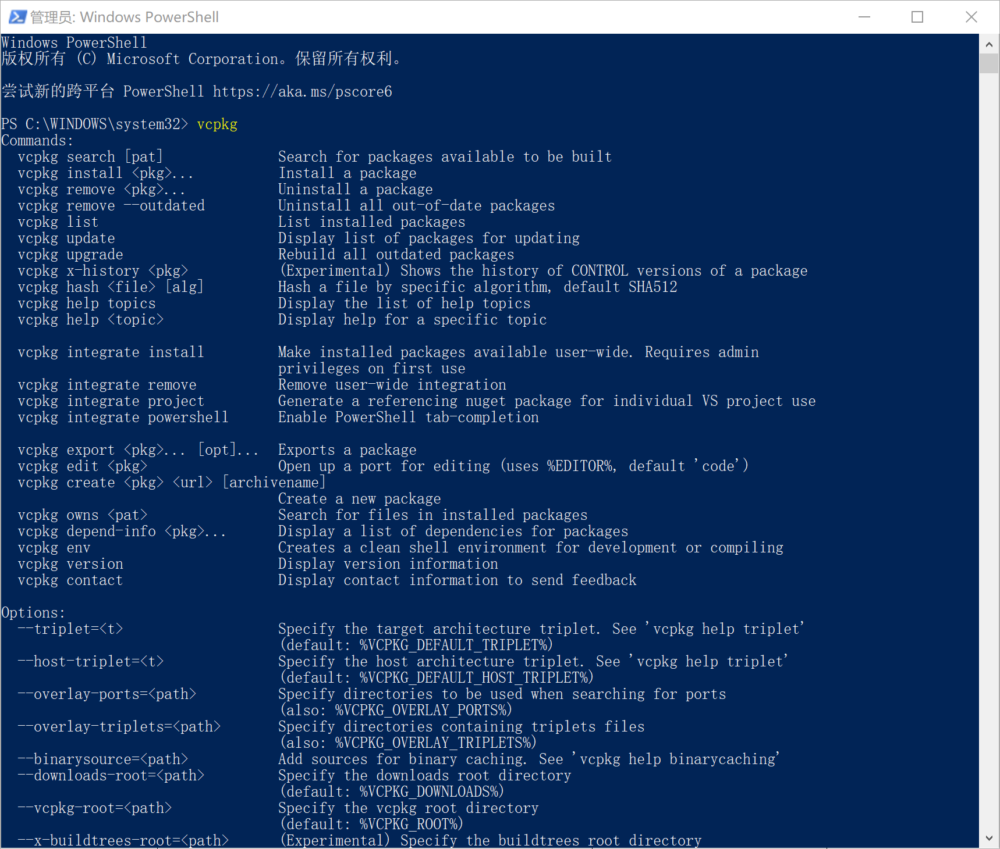 管理员: Windows PowerShell
Windows PowerShell
版权所有 (C) Microsoft Corporation。保留所有权利。
尝试新的跨平台 PowerShell https://aka.ms/pscore6
PS C:\WINDOWS\system32> vcpkg
Commands:
  vcpkg search [pat]              Search for packages available to be built
  vcpkg install <pkg>...          Install a package
  vcpkg remove <pkg>...           Uninstall a package
  vcpkg remove --outdated         Uninstall all out-of-date packages
  vcpkg list                      List installed packages
  vcpkg update                    Display list of packages for updating
  vcpkg upgrade                   Rebuild all outdated packages
  vcpkg x-history <pkg>           (Experimental) Shows the history of CONTROL versions of a package
  vcpkg hash <file> [alg]         Hash a file by specific algorithm, default SHA512
  vcpkg help topics               Display the list of help topics
  vcpkg help <topic>              Display help for a specific topic
  vcpkg integrate install         Make installed packages available user-wide. Requires admin
                                  privileges on first use
  vcpkg integrate remove          Remove user-wide integration
  vcpkg integrate project         Generate a referencing nuget package for individual VS project use
  vcpkg integrate powershell      Enable PowerShell tab-completion
  vcpkg export <pkg>... [opt]...  Exports a package
  vcpkg edit <pkg>                Open up a port for editing (uses %EDITOR%, default 'code')
  vcpkg create <pkg> <url> [archivename]
                                  Create a new package
  vcpkg owns <pat>                Search for files in installed packages
  vcpkg depend-info <pkg>...      Display a list of dependencies for packages
  vcpkg env                       Creates a clean shell environment for development or compiling
  vcpkg version                   Display version information
  vcpkg contact                   Display contact information to send feedback
Options:
  --triplet=<t>                   Specify the target architecture triplet. See 'vcpkg help triplet'
                                  (default: %VCPKG_DEFAULT_TRIPLET%)
  --host-triplet=<t>              Specify the host architecture triplet. See 'vcpkg help triplet'
                                  (default: %VCPKG_DEFAULT_HOST_TRIPLET%)
  --overlay-ports=<path>          Specify directories to be used when searching for ports
                                  (also: %VCPKG_OVERLAY_PORTS%)
  --overlay-triplets=<path>       Specify directories containing triplets files
                                  (also: %VCPKG_OVERLAY_TRIPLETS%)
  --binarysource=<path>           Add sources for binary caching. See 'vcpkg help binarycaching'
  --downloads-root=<path>         Specify the downloads root directory
                                  (default: %VCPKG_DOWNLOADS%)
  --vcpkg-root=<path>             Specify the vcpkg root directory
                                  (default: %VCPKG_ROOT%)
  --x-buildtrees-root=<path>      (Experimental) Specify the buildtrees root directory